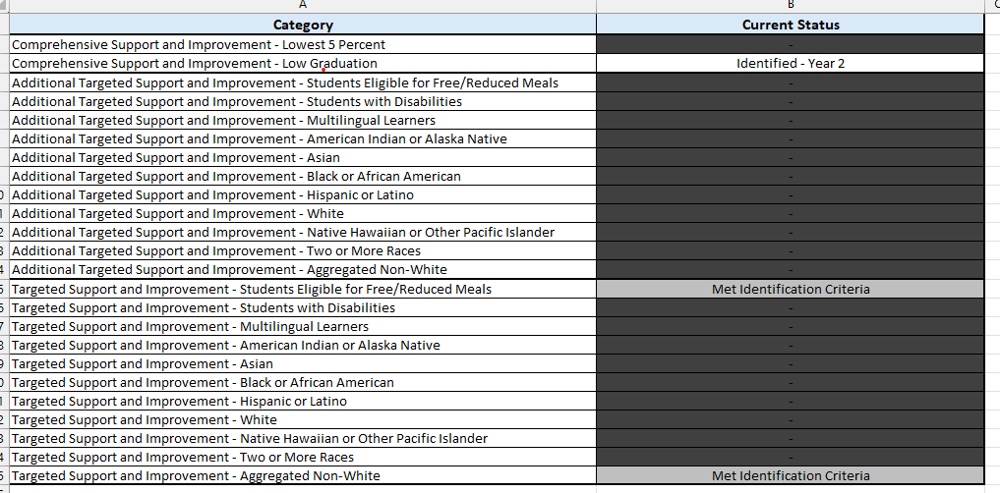 A B C
Category Current Status
Comprehensive Support and Improvement - Lowest 5 Percent -
Comprehensive Support and Improvement - Low Graduation Identified - Year 2
Additional Targeted Support and Improvement - Students Eligible for Free/Reduced Meals -
Additional Targeted Support and Improvement - Students with Disabilities -
Additional Targeted Support and Improvement - Multilingual Learners -
Additional Targeted Support and Improvement - American Indian or Alaska Native -
Additional Targeted Support and Improvement - Asian -
Additional Targeted Support and Improvement - Black or African American -
Additional Targeted Support and Improvement - Hispanic or Latino -
Additional Targeted Support and Improvement - White -
Additional Targeted Support and Improvement - Native Hawaiian or Other Pacific Islander -
Additional Targeted Support and Improvement - Two or More Races -
Additional Targeted Support and Improvement - Aggregated Non-White -
Targeted Support and Improvement - Students Eligible for Free/Reduced Meals Met Identification Criteria
Targeted Support and Improvement - Students with Disabilities -
Targeted Support and Improvement - Multilingual Learners -
Targeted Support and Improvement - American Indian or Alaska Native -
Targeted Support and Improvement - Asian -
Targeted Support and Improvement - Black or African American -
Targeted Support and Improvement - Hispanic or Latino -
Targeted Support and Improvement - White -
Targeted Support and Improvement - Native Hawaiian or Other Pacific Islander -
Targeted Support and Improvement - Two or More Races -
Targeted Support and Improvement - Aggregated Non-White Met Identification Criteria